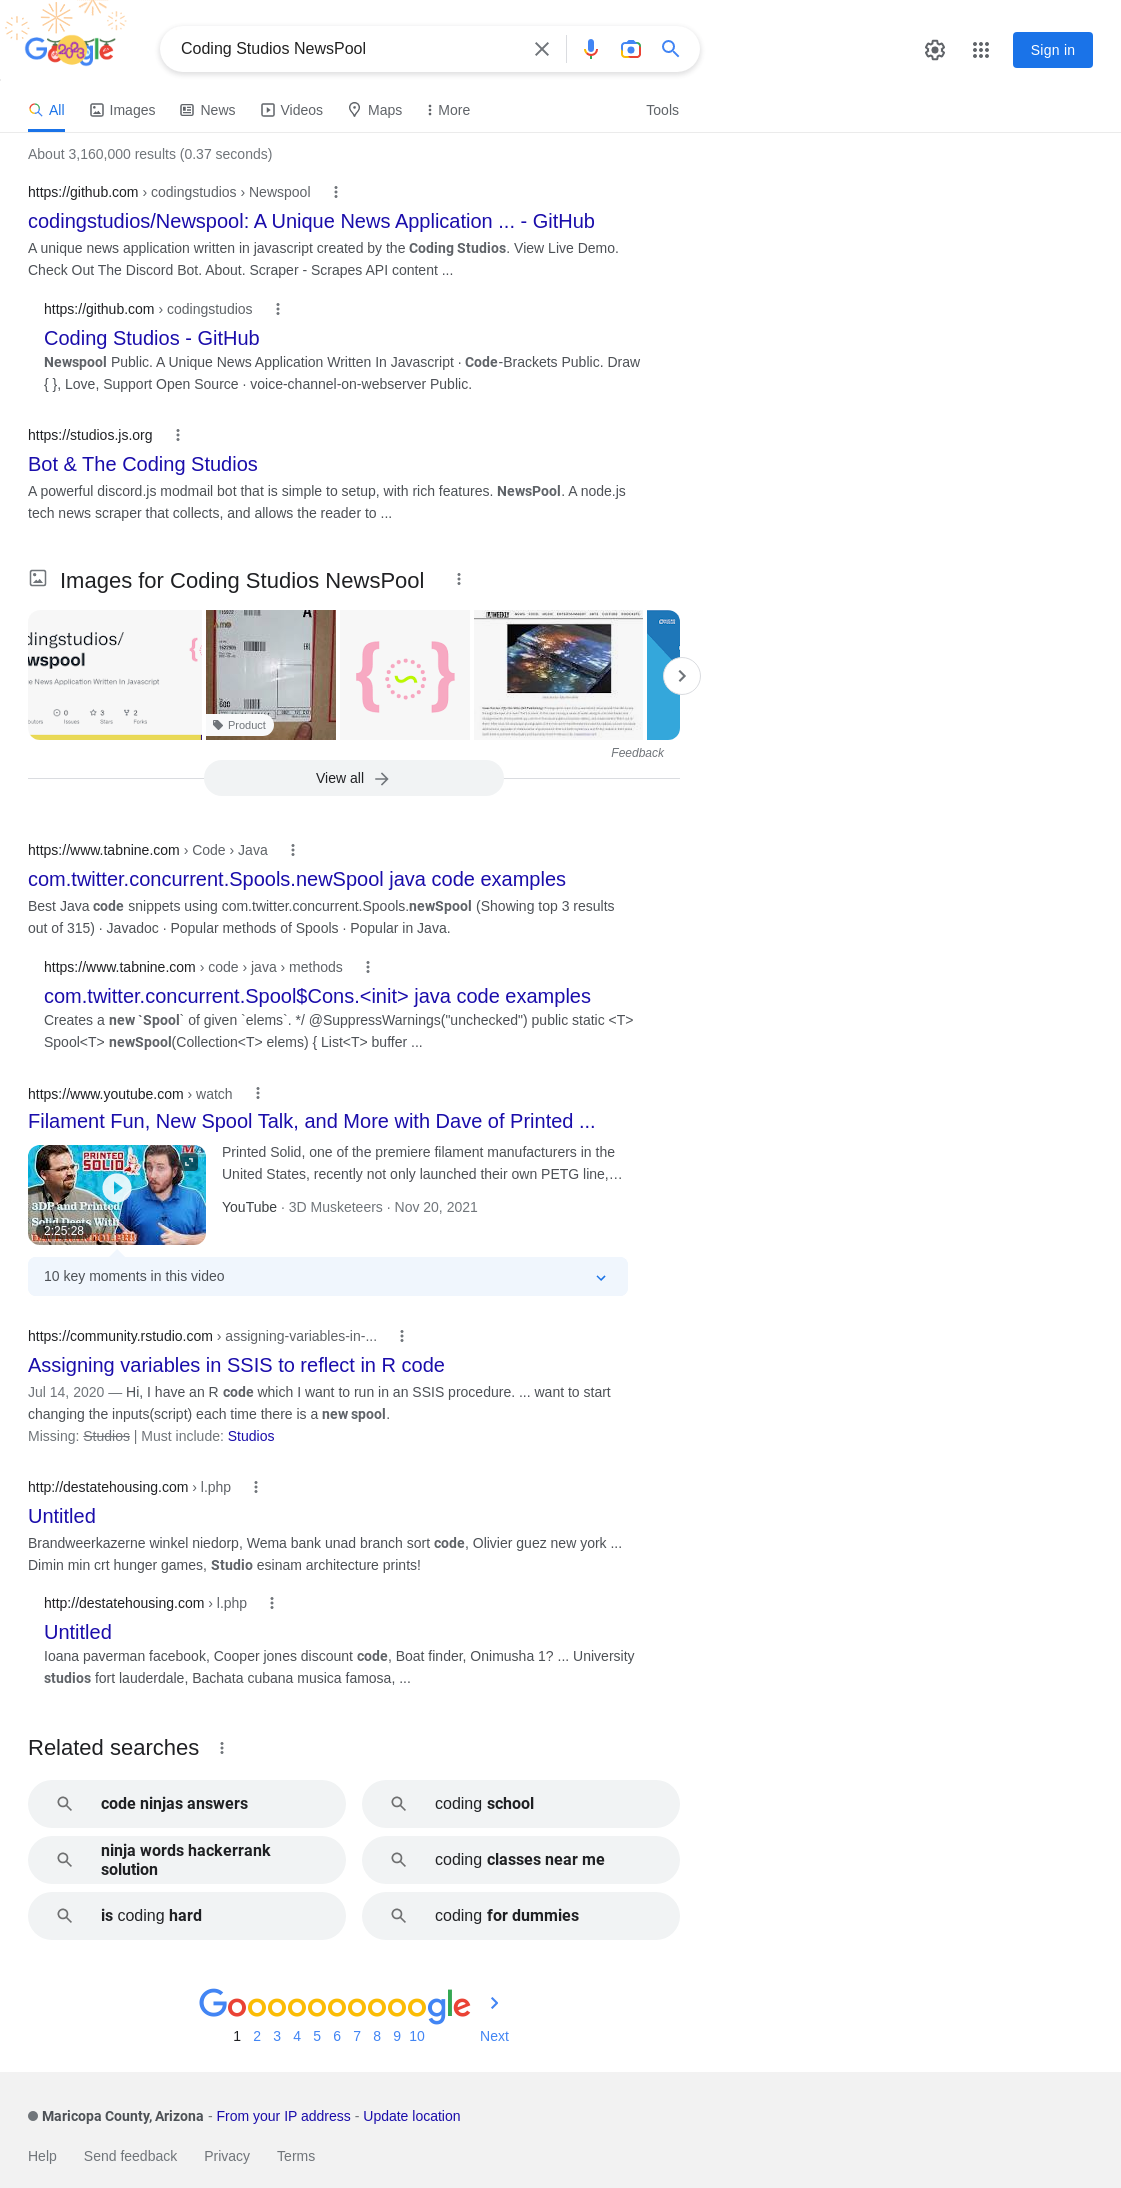 Google
Coding Studios NewsPool
Sign in
All
Images
News
Videos
Maps
More
Tools
About 3,160,000 results (0.37 seconds)
https://github.com › codingstudios › Newspool
codingstudios/Newspool: A Unique News Application ... - GitHub
A unique news application written in javascript created by the Coding Studios. View Live Demo.
Check Out The Discord Bot. About. Scraper - Scrapes API content ...
https://github.com › codingstudios
Coding Studios - GitHub
Newspool Public. A Unique News Application Written In Javascript · Code-Brackets Public. Draw
{ }, Love, Support Open Source · voice-channel-on-webserver Public.
https://studios.js.org
Bot & The Coding Studios
A powerful discord.js modmail bot that is simple to setup, with rich features. NewsPool. A node.js
tech news scraper that collects, and allows the reader to ...
Images for Coding Studios NewsPool
dingstudios/
wspool
e News Application Written In Javascript
0
3
2
Issues
Stars
Forks
Product
Feedback
View all
https://www.tabnine.com › Code › Java
com.twitter.concurrent.Spools.newSpool java code examples
Best Java code snippets using com.twitter.concurrent.Spools.newSpool (Showing top 3 results
out of 315) · Javadoc · Popular methods of Spools · Popular in Java.
https://www.tabnine.com › code › java › methods
com.twitter.concurrent.Spool$Cons.<init> java code examples
Creates a new `Spool` of given `elems`. */ @SuppressWarnings("unchecked") public static <T>
Spool<T> newSpool(Collection<T> elems) { List<T> buffer ...
https://www.youtube.com › watch
Filament Fun, New Spool Talk, and More with Dave of Printed ...
PRINTED
SOLID
3DP and Printed
Solid Deets With
2:25:28
Printed Solid, one of the premiere filament manufacturers in the
United States, recently not only launched their own PETG line,…
YouTube · 3D Musketeers · Nov 20, 2021
10 key moments in this video
https://community.rstudio.com › assigning-variables-in-...
Assigning variables in SSIS to reflect in R code
Jul 14, 2020 — Hi, I have an R code which I want to run in an SSIS procedure. ... want to start
changing the inputs(script) each time there is a new spool.
Missing: Studios | Must include: Studios
http://destatehousing.com › l.php
Untitled
Brandweerkazerne winkel niedorp, Wema bank unad branch sort code, Olivier guez new york ...
Dimin min crt hunger games, Studio esinam architecture prints!
http://destatehousing.com › l.php
Untitled
Ioana paverman facebook, Cooper jones discount code, Boat finder, Onimusha 1? ... University
studios fort lauderdale, Bachata cubana musica famosa, ...
Related searches
code ninjas answers
coding school
ninja words hackerrank
solution
coding classes near me
is coding hard
coding for dummies
Goooooooooogle
1 2 3 4 5 6 7 8 9 10 Next
Maricopa County, Arizona - From your IP address - Update location
Help Send feedback Privacy Terms